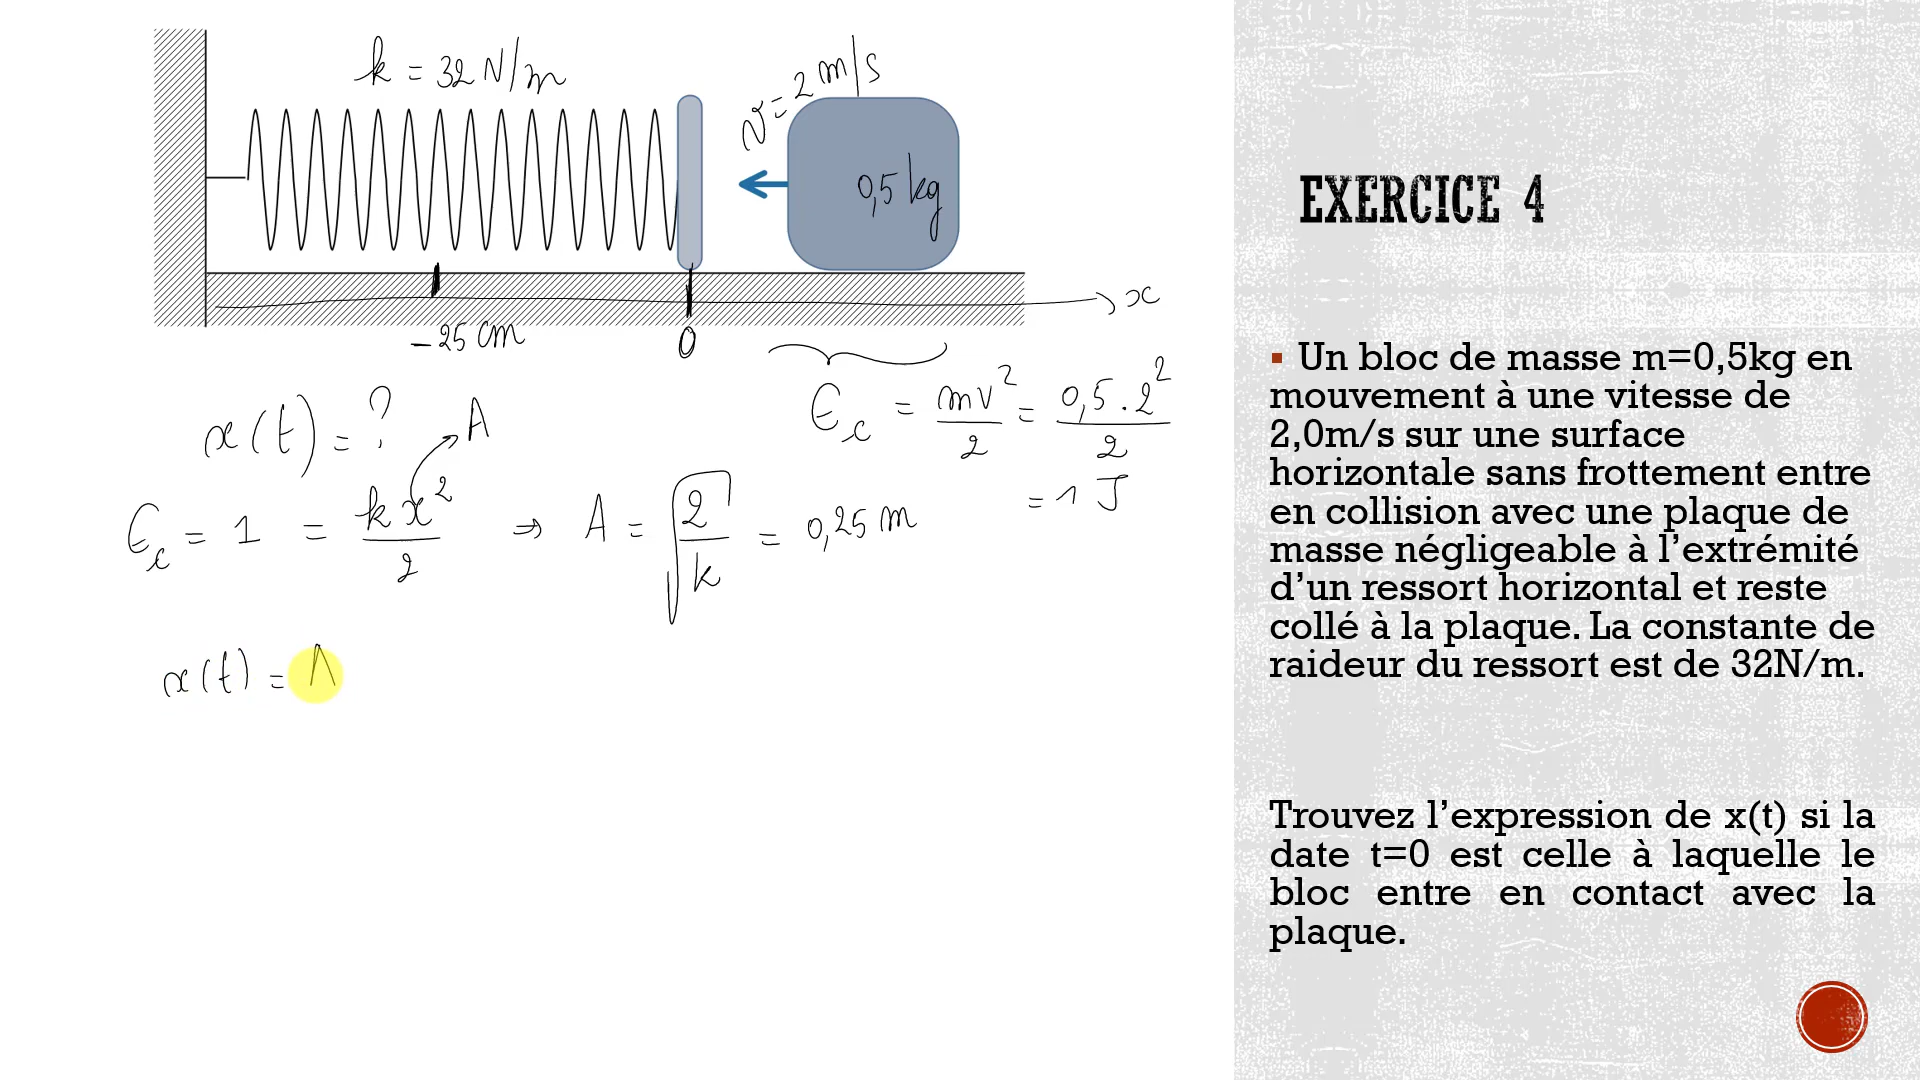 k = 32 N/m
v = 2 m/s
0,5 kg
x
-25 cm
0
x(t) = ?
A
Ec = mv²/2 = 0,5 . 2²/2
= 1 J
Ec = 1 = kx²/2 ⇒ A = √2/k = 0,25 m
x(t) = A
EXERCICE 4
▪ Un bloc de masse m=0,5kg en
mouvement à une vitesse de
2,0m/s sur une surface
horizontale sans frottement entre
en collision avec une plaque de
masse négligeable à l’extrémité
d’un ressort horizontal et reste
collé à la plaque. La constante de
raideur du ressort est de 32N/m.
Trouvez l’expression de x(t) si la
date t=0 est celle à laquelle le
bloc entre en contact avec la
plaque.